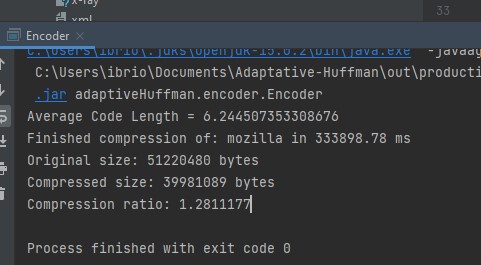 x-ray
xml
33
Encoder
C:\Users\ibrio\.jdks\openjdk-15.0.2\bin\java.exe -javaag
C:\Users\ibrio\Documents\Adaptative-Huffman\out\producti
.jar adaptiveHuffman.encoder.Encoder
Average Code Length = 6.244507353308676
Finished compression of: mozilla in 333898.78 ms
Original size: 51220480 bytes
Compressed size: 39981089 bytes
Compression ratio: 1.2811177
Process finished with exit code 0